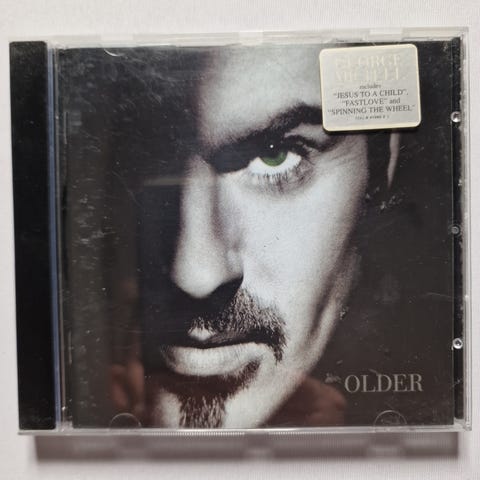 GEORGE
MICHAEL
includes
"JESUS TO A CHILD",
"FASTLOVE" and
"SPINNING THE WHEEL"
OLDER